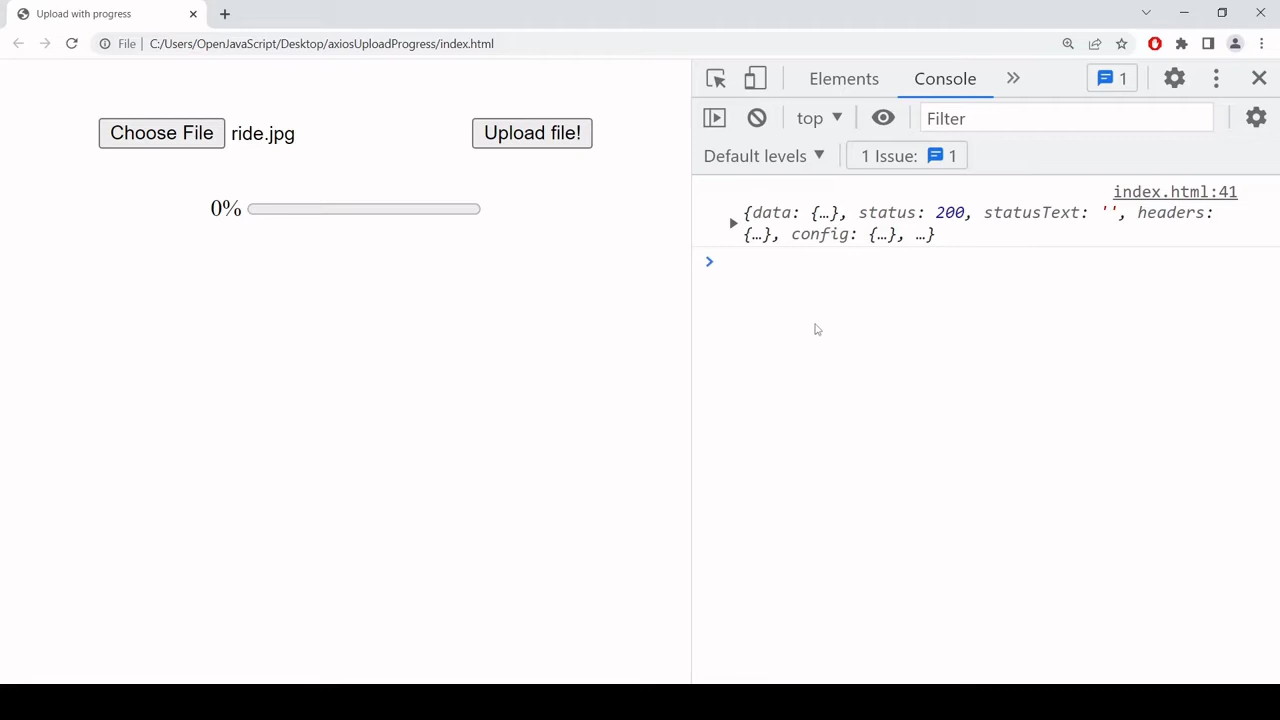 Upload with progress
File
C:/Users/OpenJavaScript/Desktop/axiosUploadProgress/index.html
Elements
Console
1
top
Filter
Default levels
1 Issue: 1
Choose File ride.jpg
Upload file!
0%
index.html:41
{data: {…}, status: 200, statusText: '', headers:
{…}, config: {…}, …}